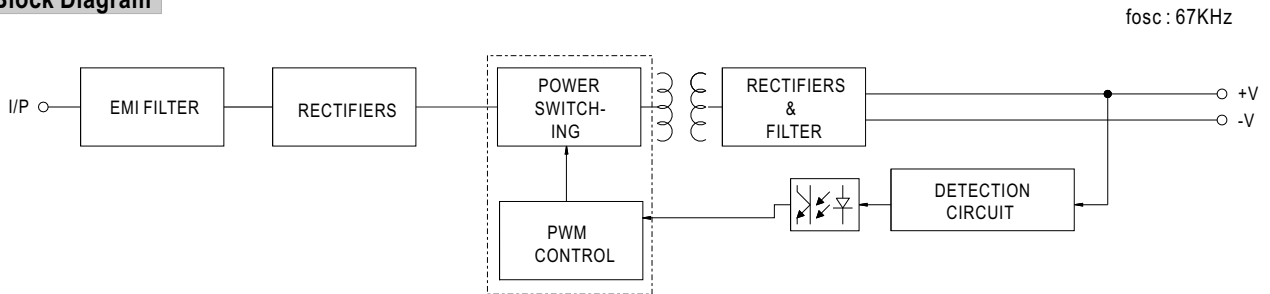 Block Diagram
fosc : 67KHz
I/P
EMI FILTER
RECTIFIERS
POWER
SWITCH-
ING
RECTIFIERS
&
FILTER
+V
-V
DETECTION
CIRCUIT
PWM
CONTROL